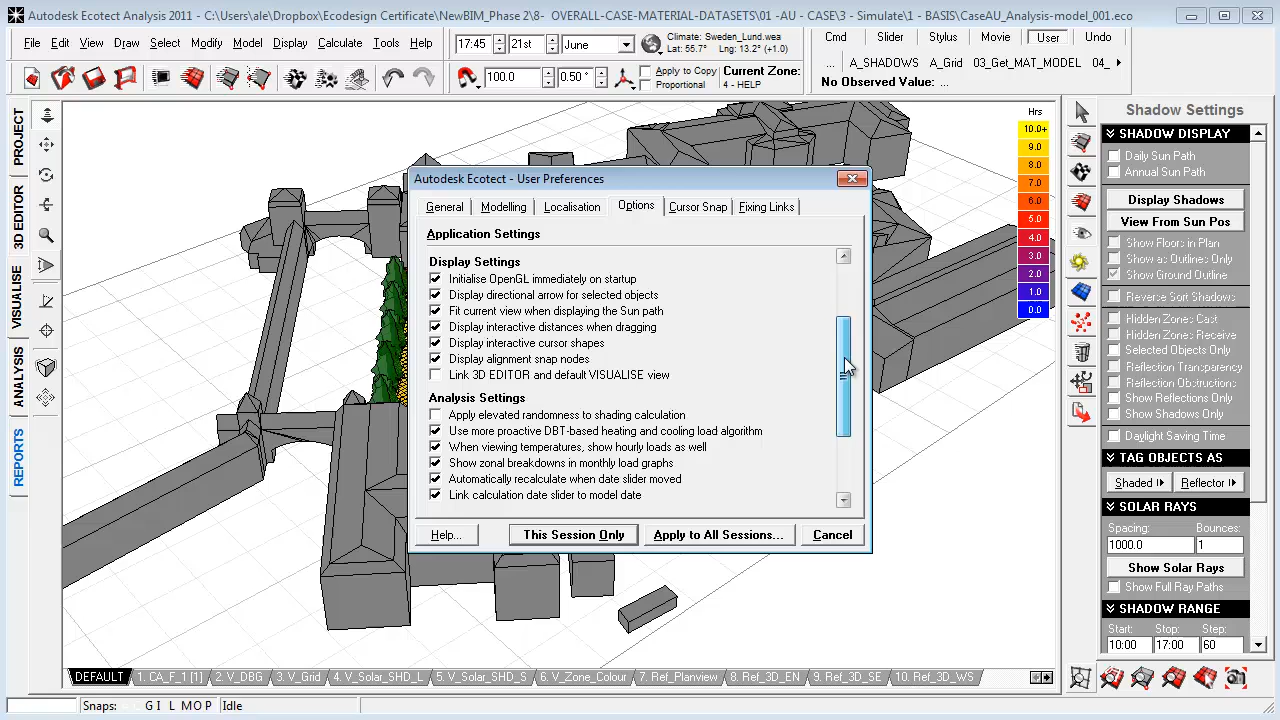 Autodesk Ecotect Analysis 2011 - C:\Users\ale\Dropbox\Ecodesign Certificate\NewBIM_Phase 2\8- OVERALL-CASE-MATERIAL-DATASETS\01 -AU - CASE\3 - Simulate\1 - BASIS\CaseAU_Analysis-model_001.eco
File Edit View Draw Select Modify Model Display Calculate Tools Help
17:45 21st June
Climate: Sweden_Lund.wea
Lat: 55.7° Lng: 13.2° (+1.0)
Cmd Slider Stylus Movie User Undo
... A_SHADOWS A_Grid 03_Get_MAT_MODEL 04_
No Observed Value: ...
100.0 0.50 °
Apply to Copy
Proportional
Current Zone:
4 - HELP
PROJECT
3D EDITOR
VISUALISE
ANALYSIS
REPORTS
Hrs
10.0+
9.0
8.0
7.0
6.0
5.0
4.0
3.0
2.0
1.0
0.0
Autodesk Ecotect - User Preferences
General Modelling Localisation Options Cursor Snap Fixing Links
Application Settings
Display Settings
Initialise OpenGL immediately on startup
Display directional arrow for selected objects
Fit current view when displaying the Sun path
Display interactive distances when dragging
Display interactive cursor shapes
Display alignment snap nodes
Link 3D EDITOR and default VISUALISE view
Analysis Settings
Apply elevated randomness to shading calculation
Use more proactive DBT-based heating and cooling load algorithm
When viewing temperatures, show hourly loads as well
Show zonal breakdowns in monthly load graphs
Automatically recalculate when date slider moved
Link calculation date slider to model date
Help... This Session Only Apply to All Sessions... Cancel
Shadow Settings
SHADOW DISPLAY
Daily Sun Path
Annual Sun Path
Display Shadows
View From Sun Pos
Show Floors in Plan
Show as Outlines Only
Show Ground Outline
Reverse Sort Shadows
Hidden Zones Cast
Hidden Zones Receive
Selected Objects Only
Reflection Transparency
Reflection Obstructions
Show Reflections Only
Show Shadows Only
Daylight Saving Time
TAG OBJECTS AS
Shaded Reflector
SOLAR RAYS
Spacing: Bounces:
1000.0 1
Show Solar Rays
Show Full Ray Paths
SHADOW RANGE
Start: Stop: Step:
10:00 17:00 60
DEFAULT 1. CA_F_1 [1] 2. V_DBG 3. V_Grid 4. V_Solar_SHD_L 5. V_Solar_SHD_S 6. V_Zone_Colour 7. Ref_Planview 8. Ref_3D_EN 9. Ref_3D_SE 10. Ref_3D_WS
Snaps: G I L M O P Idle